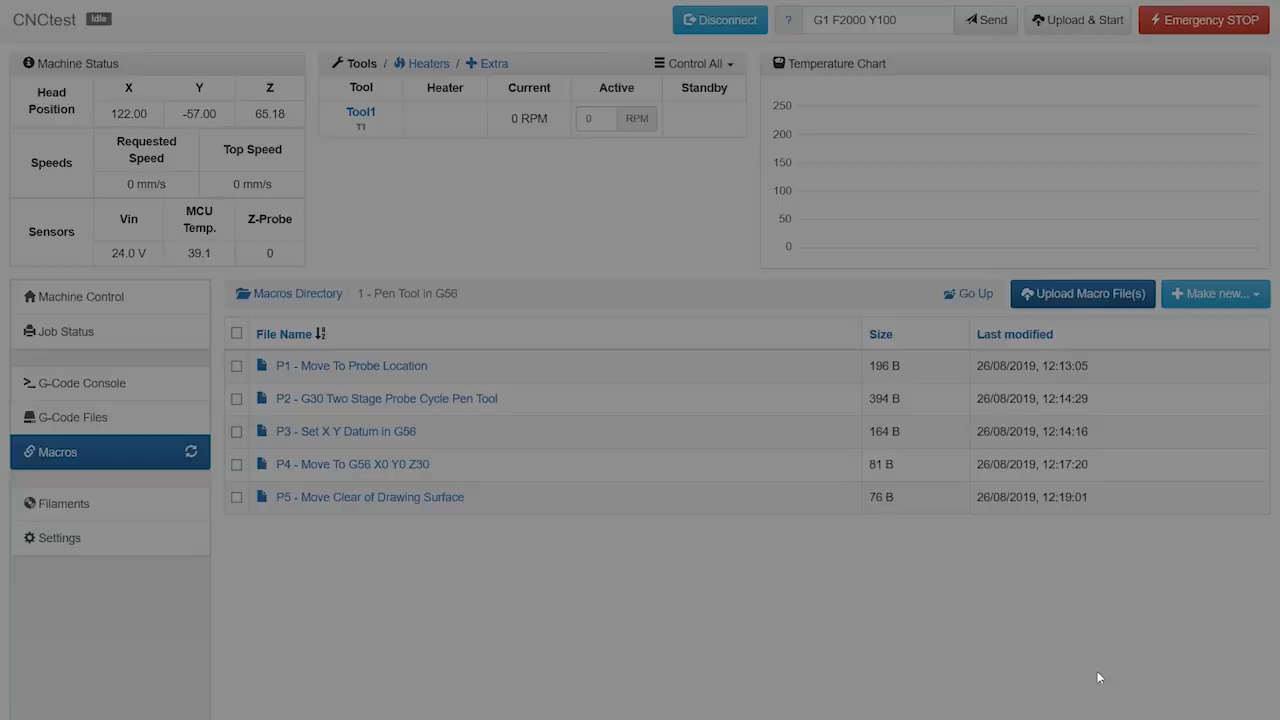 CNCtest Idle Disconnect ? G1 F2000 Y100 Send Upload & Start Emergency STOP
Machine Status
Head Position X Y Z
122.00 -57.00 65.18
Speeds Requested Speed Top Speed
0 mm/s 0 mm/s
Sensors Vin MCU Temp. Z-Probe
24.0 V 39.1 0
Tools / Heaters / Extra Control All
Tool Heater Current Active Standby
Tool1 0 RPM 0 RPM
T1
Temperature Chart
250
200
150
100
50
0
Machine Control
Job Status
G-Code Console
G-Code Files
Macros
Filaments
Settings
Macros Directory 1 - Pen Tool in G56 Go Up Upload Macro File(s) Make new...
File Name Size Last modified
P1 - Move To Probe Location 196 B 26/08/2019, 12:13:05
P2 - G30 Two Stage Probe Cycle Pen Tool 394 B 26/08/2019, 12:14:29
P3 - Set X Y Datum in G56 164 B 26/08/2019, 12:14:16
P4 - Move To G56 X0 Y0 Z30 81 B 26/08/2019, 12:17:20
P5 - Move Clear of Drawing Surface 76 B 26/08/2019, 12:19:01